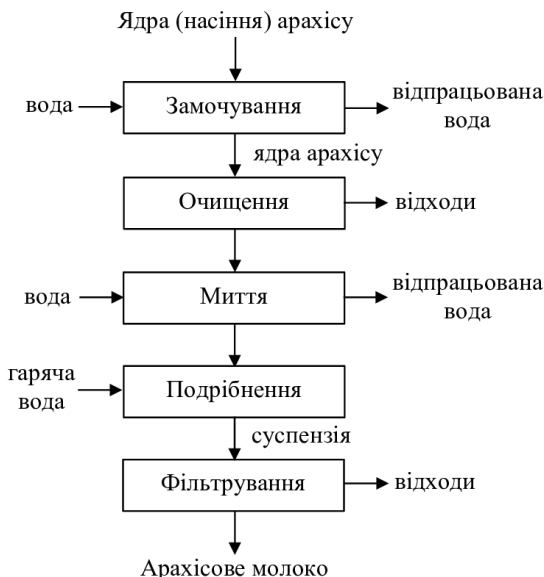 Ядра (насіння) арахісу
вода
Замочування
відпрацьована
вода
ядра арахісу
Очищення
відходи
вода
Миття
відпрацьована
вода
гаряча
вода
Подрібнення
суспензія
Фільтрування
відходи
Арахісове молоко